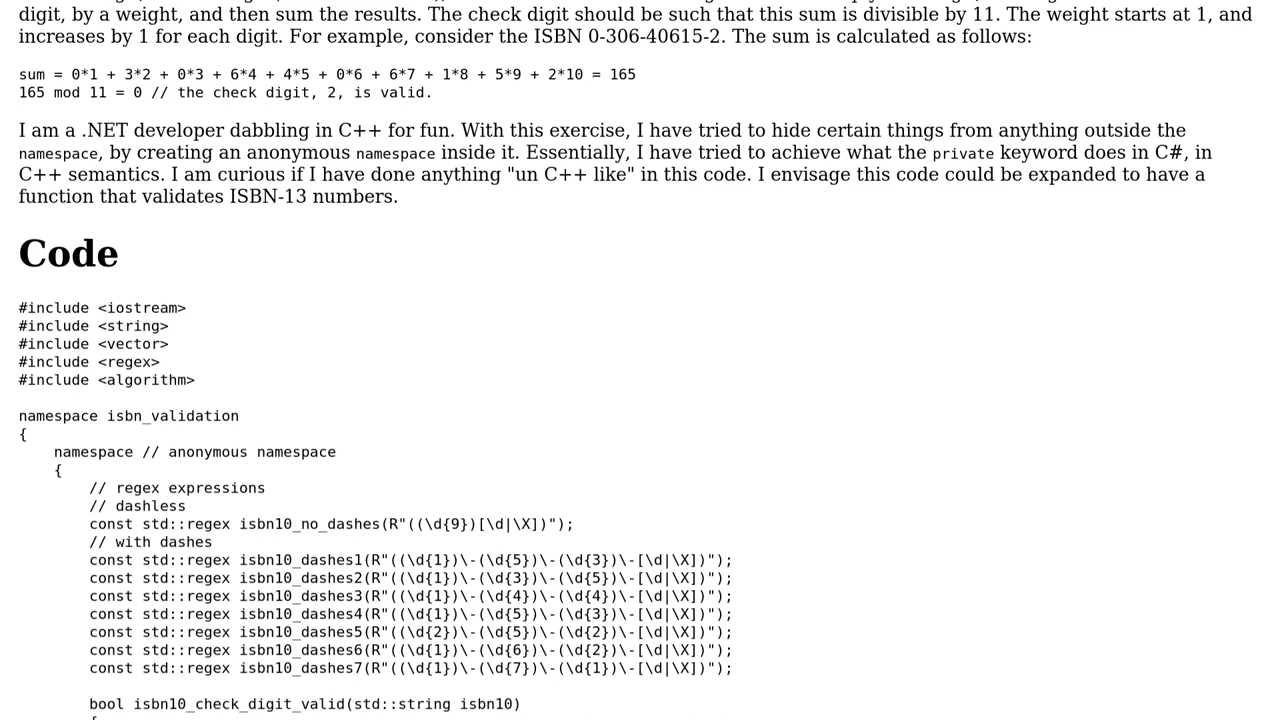 digit, by a weight, and then sum the results. The check digit should be such that this sum is divisible by 11. The weight starts at 1, and
increases by 1 for each digit. For example, consider the ISBN 0-306-40615-2. The sum is calculated as follows:
sum = 0*1 + 3*2 + 0*3 + 6*4 + 4*5 + 0*6 + 6*7 + 1*8 + 5*9 + 2*10 = 165
165 mod 11 = 0 // the check digit, 2, is valid.
I am a .NET developer dabbling in C++ for fun. With this exercise, I have tried to hide certain things from anything outside the
namespace, by creating an anonymous namespace inside it. Essentially, I have tried to achieve what the private keyword does in C#, in
C++ semantics. I am curious if I have done anything "un C++ like" in this code. I envisage this code could be expanded to have a
function that validates ISBN-13 numbers.
Code
#include <iostream>
#include <string>
#include <vector>
#include <regex>
#include <algorithm>
namespace isbn_validation
{
    namespace // anonymous namespace
    {
        // regex expressions
        // dashless
        const std::regex isbn10_no_dashes(R"((\d{9})[\d|\X])");
        // with dashes
        const std::regex isbn10_dashes1(R"((\d{1})\-(\d{5})\-(\d{3})\-[\d|\X])");
        const std::regex isbn10_dashes2(R"((\d{1})\-(\d{3})\-(\d{5})\-[\d|\X])");
        const std::regex isbn10_dashes3(R"((\d{1})\-(\d{4})\-(\d{4})\-[\d|\X])");
        const std::regex isbn10_dashes4(R"((\d{1})\-(\d{5})\-(\d{3})\-[\d|\X])");
        const std::regex isbn10_dashes5(R"((\d{2})\-(\d{5})\-(\d{2})\-[\d|\X])");
        const std::regex isbn10_dashes6(R"((\d{1})\-(\d{6})\-(\d{2})\-[\d|\X])");
        const std::regex isbn10_dashes7(R"((\d{1})\-(\d{7})\-(\d{1})\-[\d|\X])");
        bool isbn10_check_digit_valid(std::string isbn10)